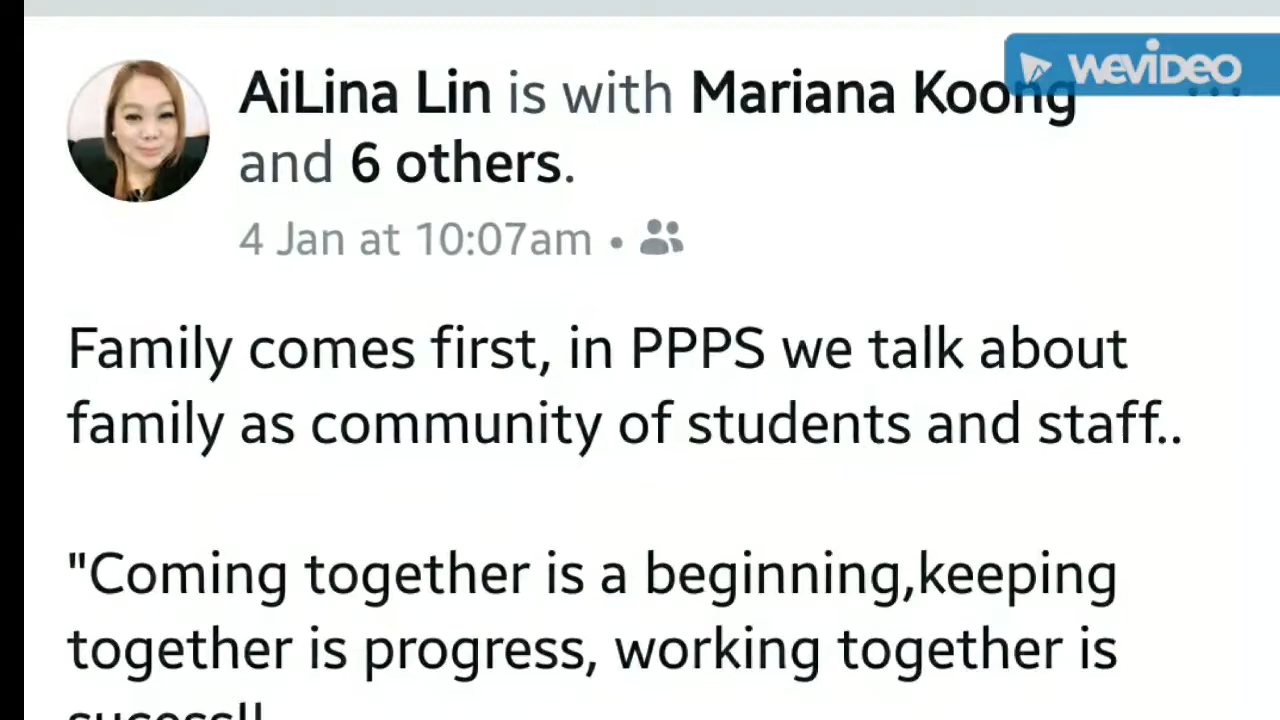 AiLina Lin is with Mariana Koong
and 6 others.
4 Jan at 10:07am •
WEVIDEO
Family comes first, in PPPS we talk about
family as community of students and staff..
"Coming together is a beginning,keeping
together is progress, working together is
sucess!!